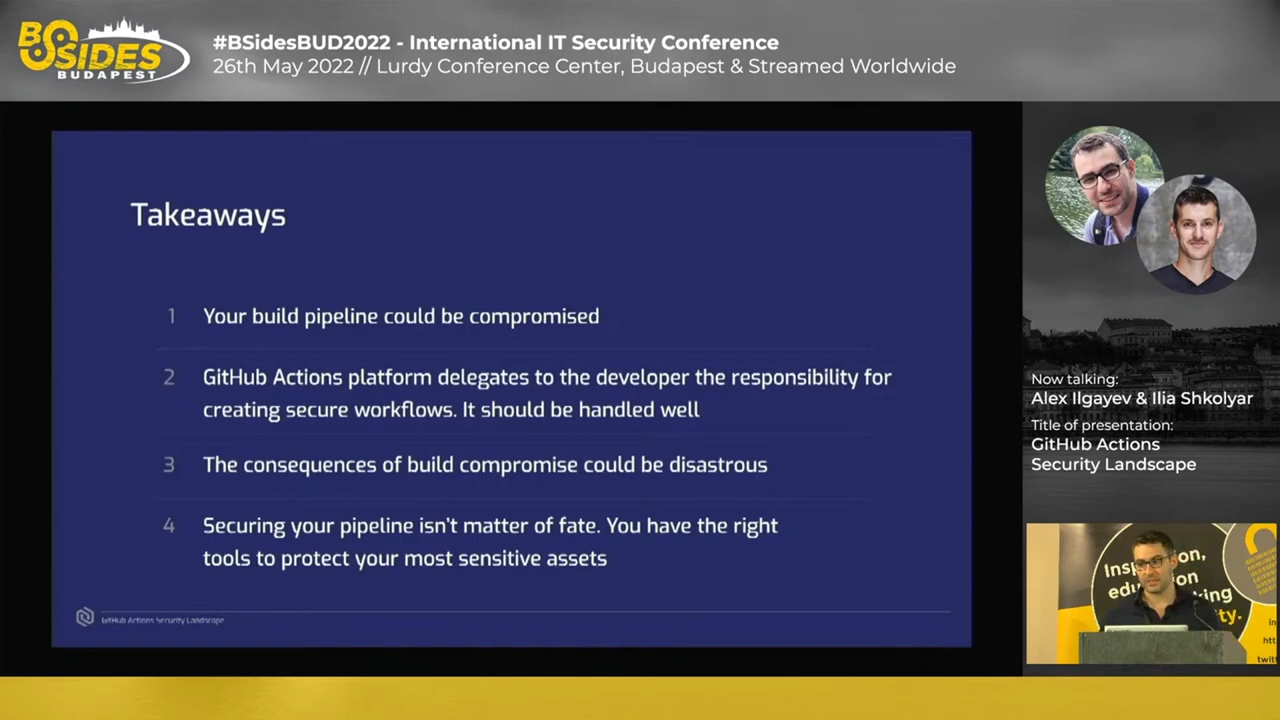 BSIDES
BUDAPEST
#BSidesBUD2022 - International IT Security Conference
26th May 2022 // Lurdy Conference Center, Budapest & Streamed Worldwide
Takeaways
1 Your build pipeline could be compromised
2 GitHub Actions platform delegates to the developer the responsibility for
creating secure workflows. It should be handled well
3 The consequences of build compromise could be disastrous
4 Securing your pipeline isn't matter of fate. You have the right
tools to protect your most sensitive assets
GitHub Actions Security Landscape
Now talking:
Alex Ilgayev & Ilia Shkolyar
Title of presentation:
GitHub Actions
Security Landscape